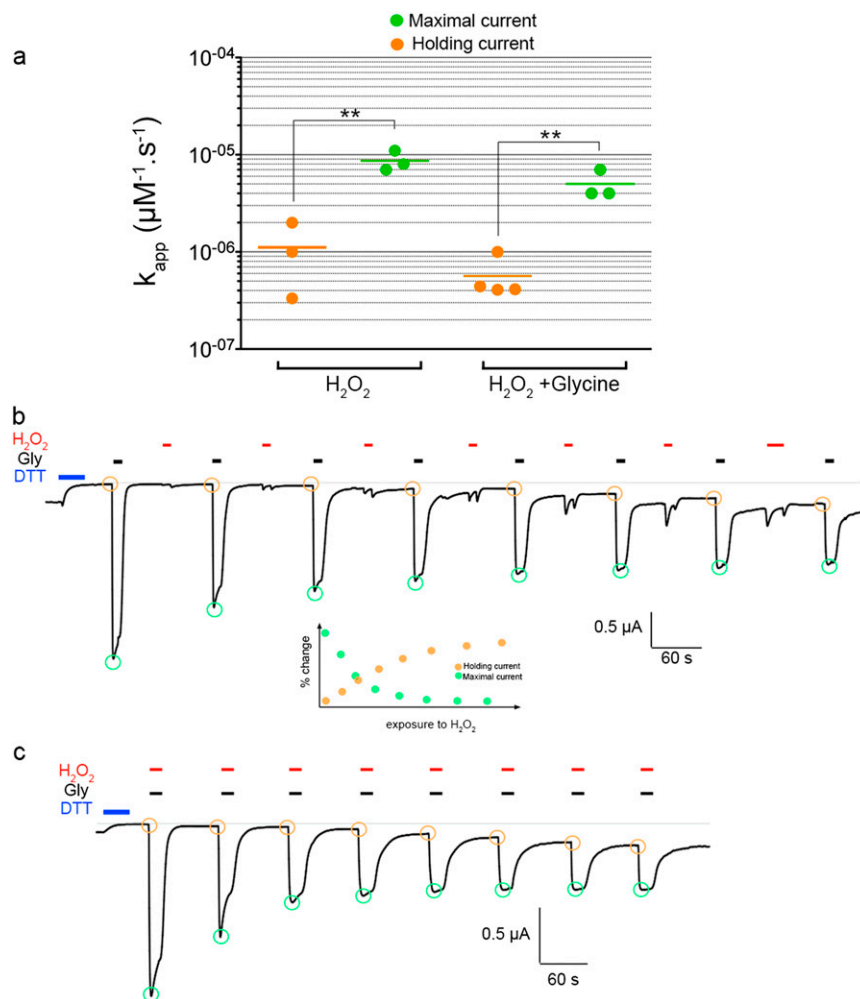 Maximal current
Holding current
a
10⁻⁰⁴
10⁻⁰⁵
10⁻⁰⁶
10⁻⁰⁷
k_app (µM⁻¹.s⁻¹)
**
**
H₂O₂
H₂O₂ +Glycine
b
H₂O₂
Gly
DTT
0.5 µA
60 s
% change
Holding current
Maximal current
exposure to H₂O₂
c
H₂O₂
Gly
DTT
0.5 µA
60 s